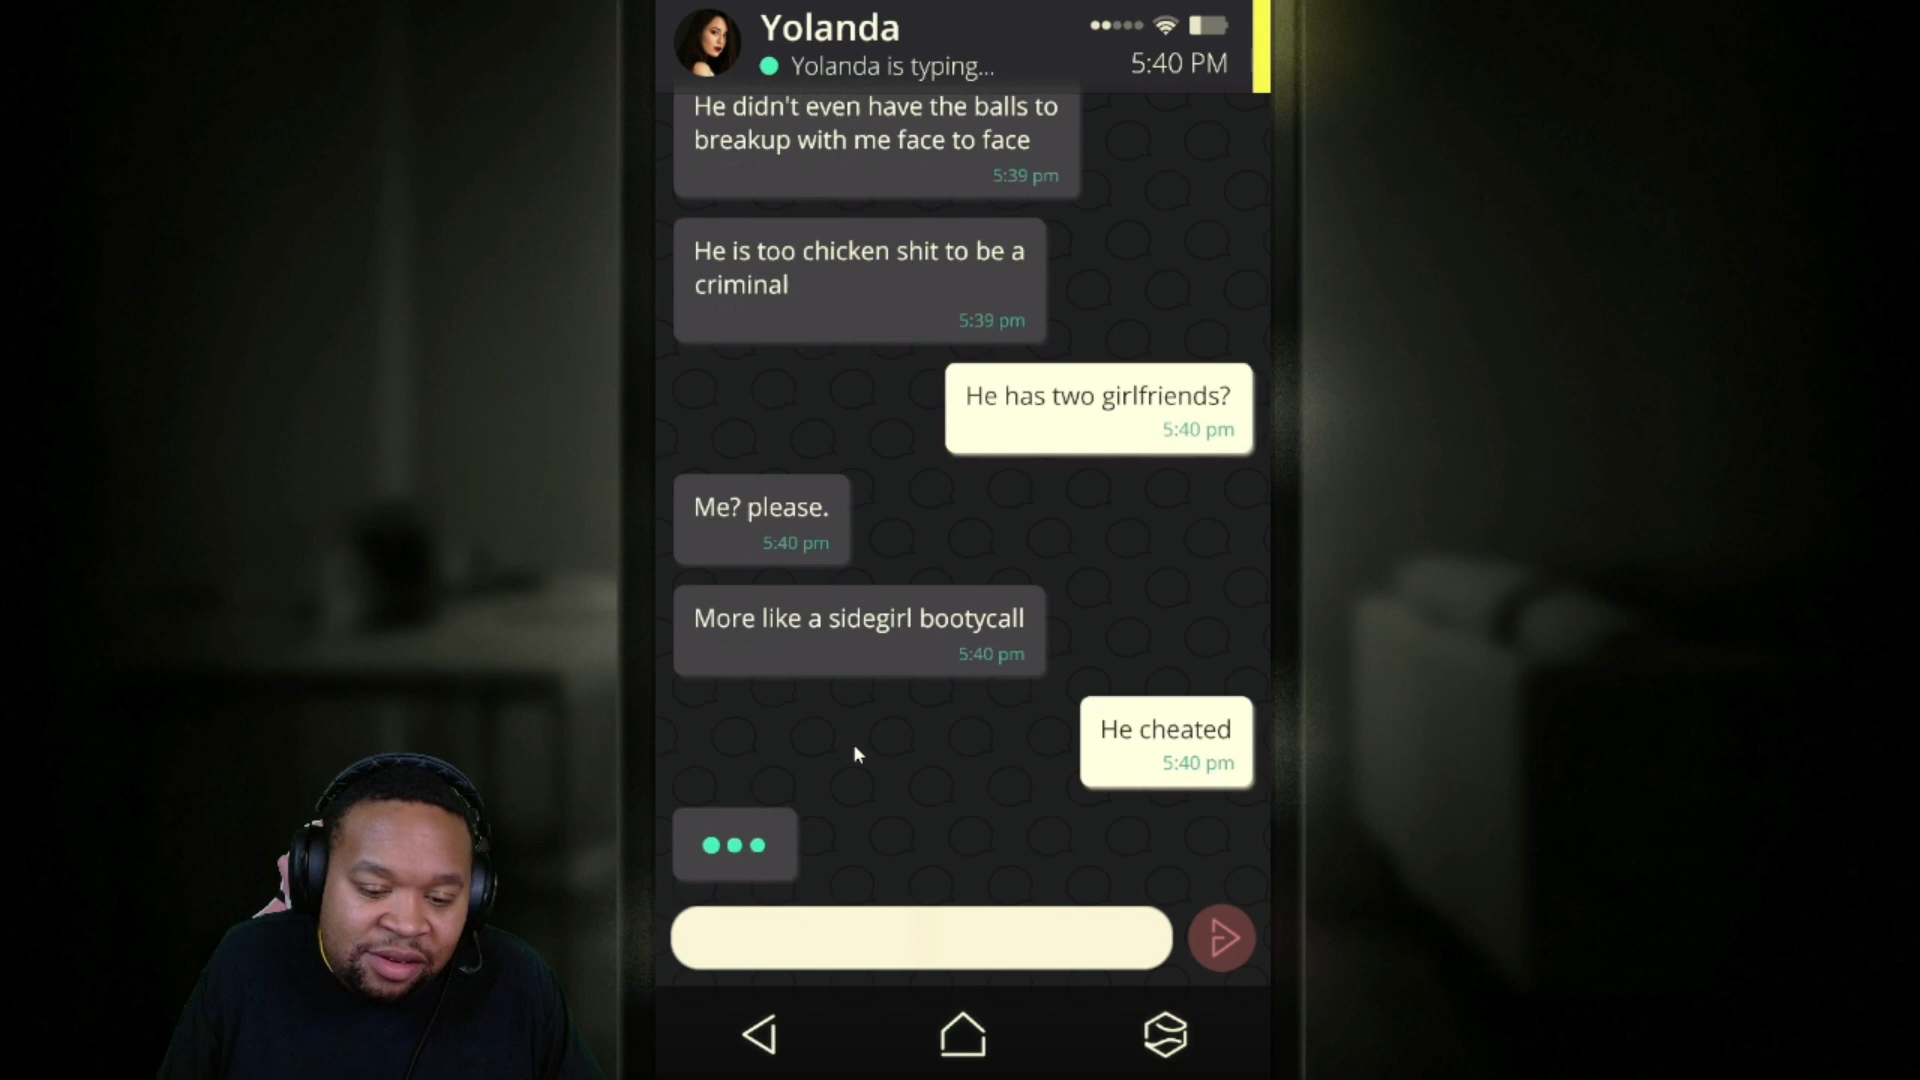 Yolanda
Yolanda is typing...
5:40 PM
He didn't even have the balls to
breakup with me face to face
5:39 pm
He is too chicken shit to be a
criminal
5:39 pm
He has two girlfriends?
5:40 pm
Me? please.
5:40 pm
More like a sidegirl bootycall
5:40 pm
He cheated
5:40 pm